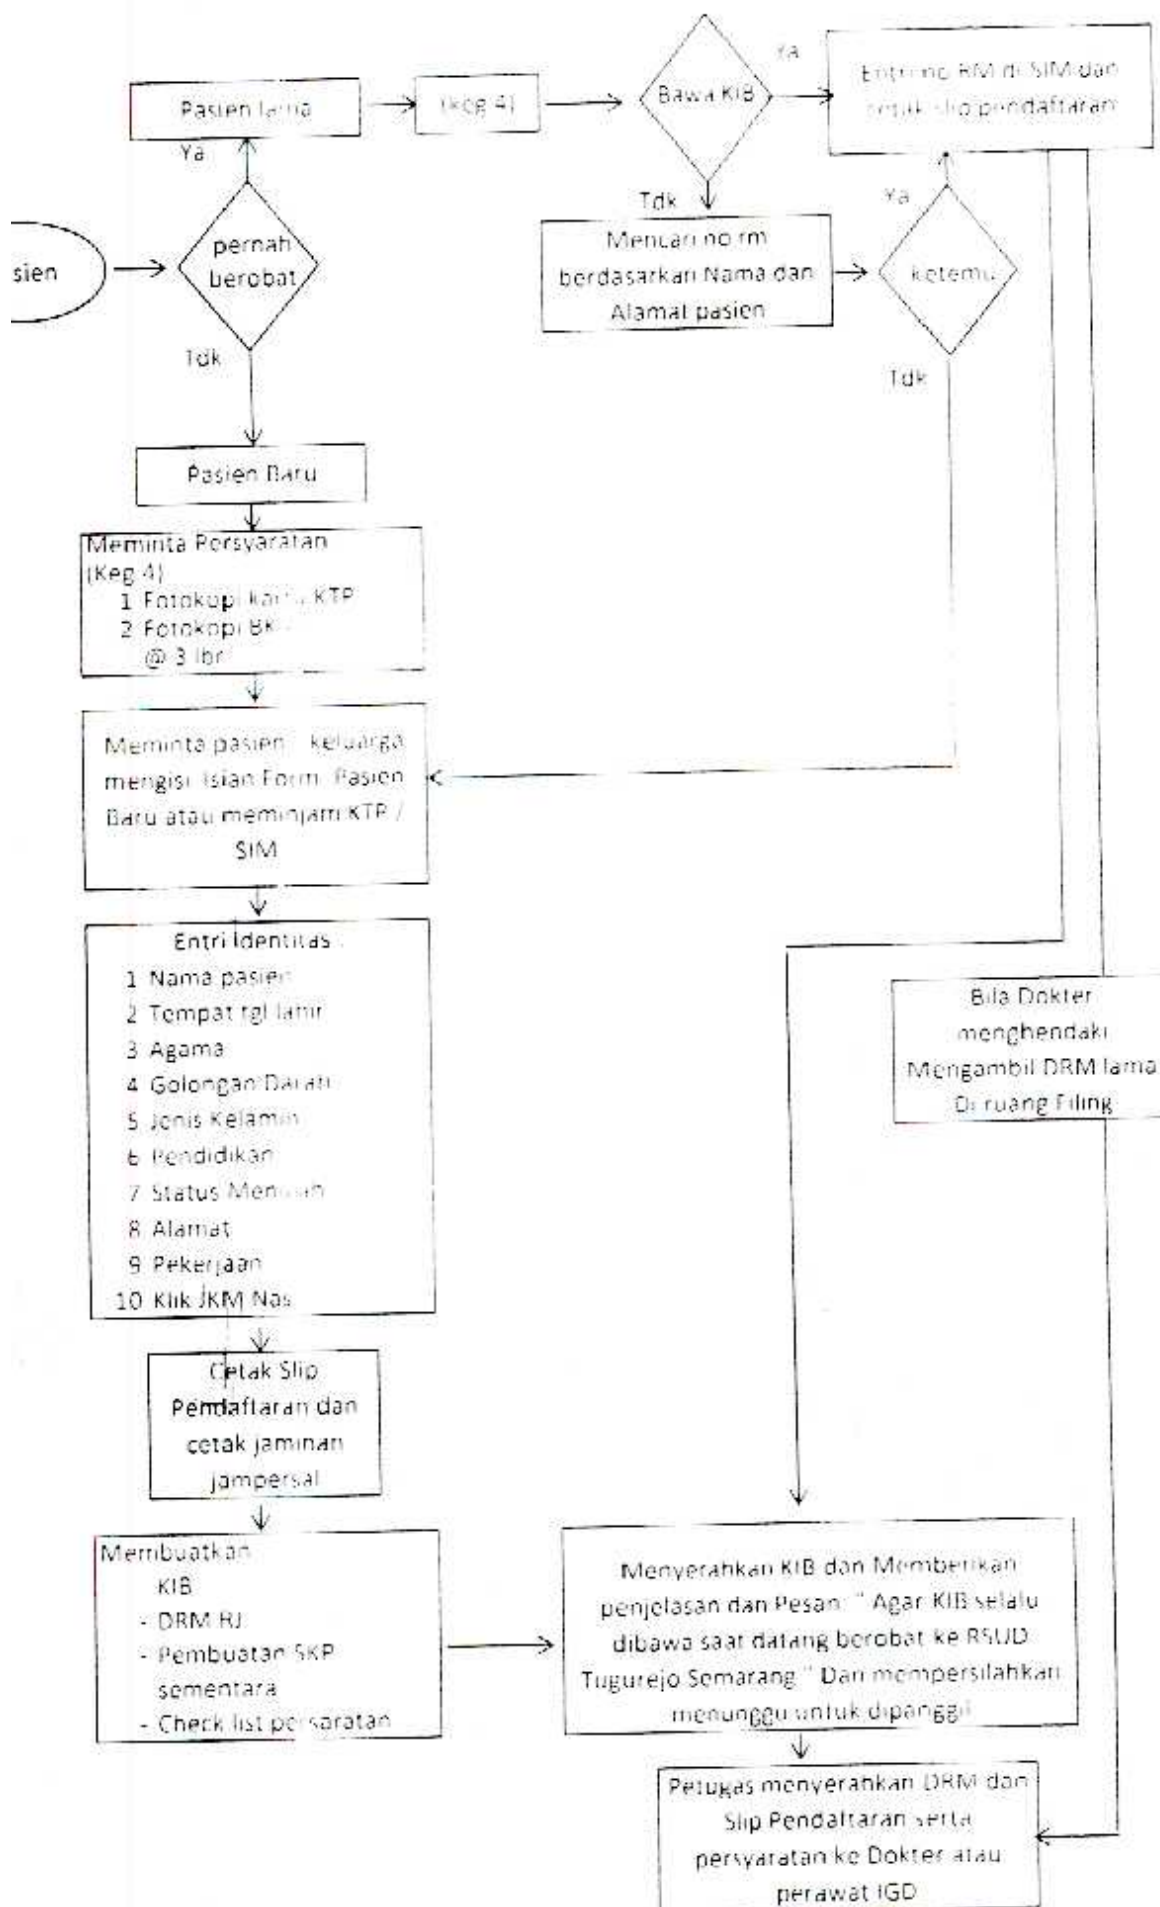 Pasien lama
(keg 4)
Bawa KIB
Ya
Entri no RM di SIM dan
cetak slip pendaftaran
Ya
pernah
berobat
sien
Tdk
Mencari no rm
berdasarkan Nama dan
Alamat pasien
Ya
ketemu
Tdk
Tdk
Pasien Baru
Meminta Persyaratan
(Keg 4)
1 Fotokopi kartu KTP
2 Fotokopi
@ 3 lbr
Meminta pasien keluarga
mengisi Isian Form Pasien
Baru atau meminjam KTP /
SIM
Entri Identitas :
1 Nama pasien
2 Tempat tgl lahir
3 Agama
4 Golongan Darah
5 Jenis Kelamin
6 Pendidikan
7 Status Menikah
8 Alamat
9 Pekerjaan
10 Klik JKM Nas
Bila Dokter
menghendaki
Mengambil DRM lama
Di ruang Filing
Cetak Slip
Pendaftaran dan
cetak jaminan
jampersal
Membuatkan
KIB
- DRM RJ
- Pembuatan SKP
sementara
- Check list persaratan
Menyerahkan KIB dan Memberikan
penjelasan dan Pesan " Agar KIB selalu
dibawa saat datang berobat ke RSUD
Tugurejo Semarang " Dan mempersilahkan
menunggu untuk dipanggil
Petugas menyerahkan DRM dan
Slip Pendaftaran serta
persyaratan ke Dokter atau
perawat IGD